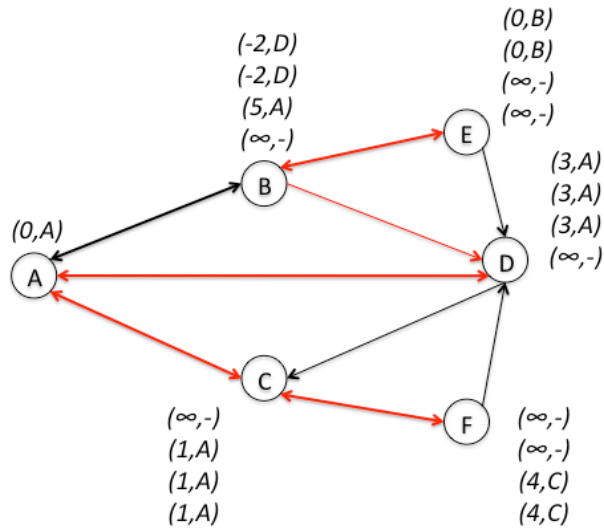 (0,B)
(0,B)
(∞,-)
(∞,-)
(-2,D)
(-2,D)
(5,A)
(∞,-)
E
(3,A)
(3,A)
(3,A)
(∞,-)
B
(0,A)
A
D
C
F
(∞,-)
(1,A)
(1,A)
(1,A)
(∞,-)
(∞,-)
(4,C)
(4,C)